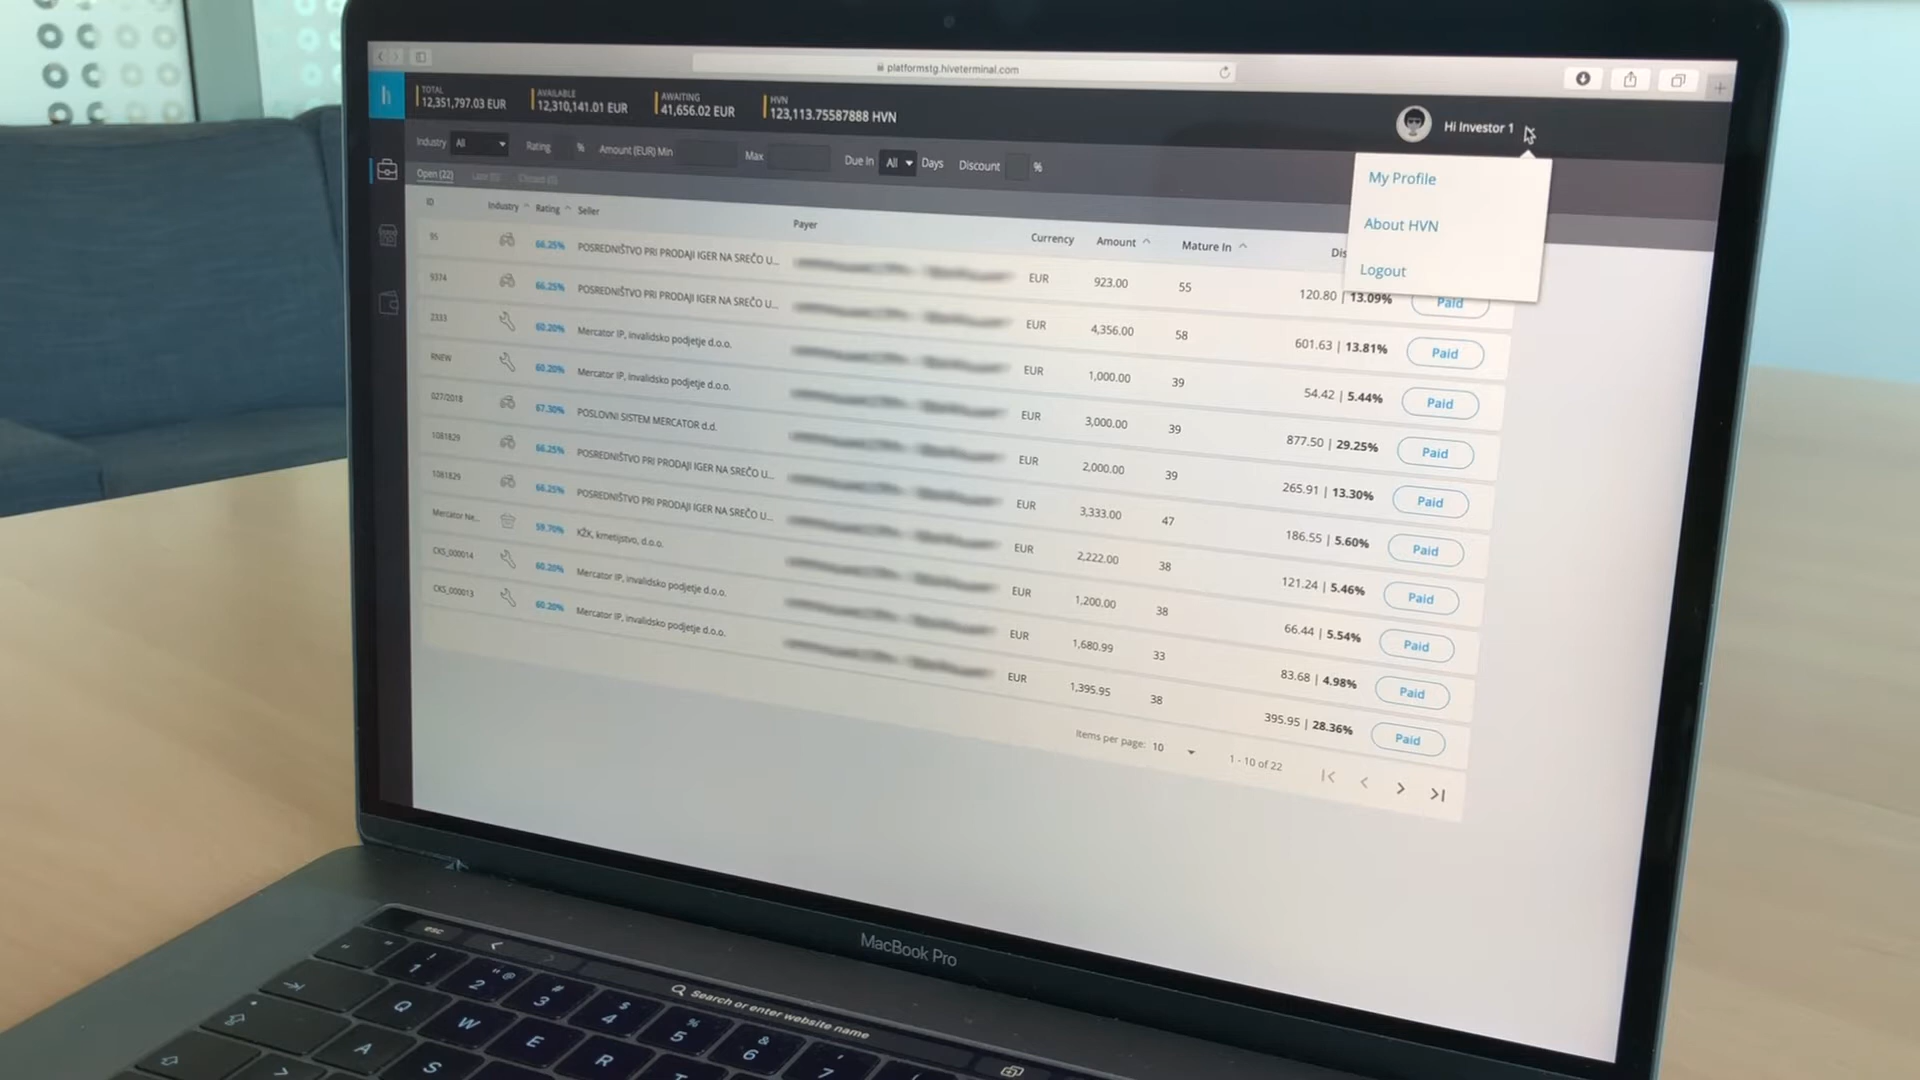 platformstg.hiveterminal.com
h
TOTAL
12,351,797.03 EUR
AVAILABLE
12,310,141.01 EUR
AWAITING
41,656.02 EUR
HVN
123,113.75587888 HVN
Hi Investor 1
My Profile
About HVN
Logout
Industry All Rating % Amount (EUR) Min Max Due In All Days Discount %
Open (22)
ID Industry Rating Seller Payer Currency Amount Mature In Dis
95 66.25% POSREDNIŠTVO PRI PRODAJI IGER NA SREČO U... EUR 923.00 55 120.80 | 13.09% Paid
9374 66.25% POSREDNIŠTVO PRI PRODAJI IGER NA SREČO U... EUR 4,356.00 58 601.63 | 13.81% Paid
2333 60.20% Mercator IP, invalidsko podjetje d.o.o. EUR 1,000.00 39 54.42 | 5.44% Paid
RNEW 60.20% Mercator IP, invalidsko podjetje d.o.o. EUR 3,000.00 39 877.50 | 29.25% Paid
027/2018 67.30% POSLOVNI SISTEM MERCATOR d.d. EUR 2,000.00 39 265.91 | 13.30% Paid
1081829 66.25% POSREDNIŠTVO PRI PRODAJI IGER NA SREČO U... EUR 3,333.00 47 186.55 | 5.60% Paid
1081829 66.25% POSREDNIŠTVO PRI PRODAJI IGER NA SREČO U... EUR 2,222.00 38 121.24 | 5.46% Paid
Mercator Ne... 59.70% KŽK, kmetijstvo, d.o.o. EUR 1,200.00 38 66.44 | 5.54% Paid
CKS_000014 60.20% Mercator IP, invalidsko podjetje d.o.o. EUR 1,680.99 33 83.68 | 4.98% Paid
CKS_000013 60.20% Mercator IP, invalidsko podjetje d.o.o. EUR 1,395.95 38 395.95 | 28.36% Paid
Items per page: 10 1 - 10 of 22
MacBook Pro
esc
Search or enter website name
! 1 " @ 2 # 3 $ 4 % 5 & 6 7
Q W E R T
A S